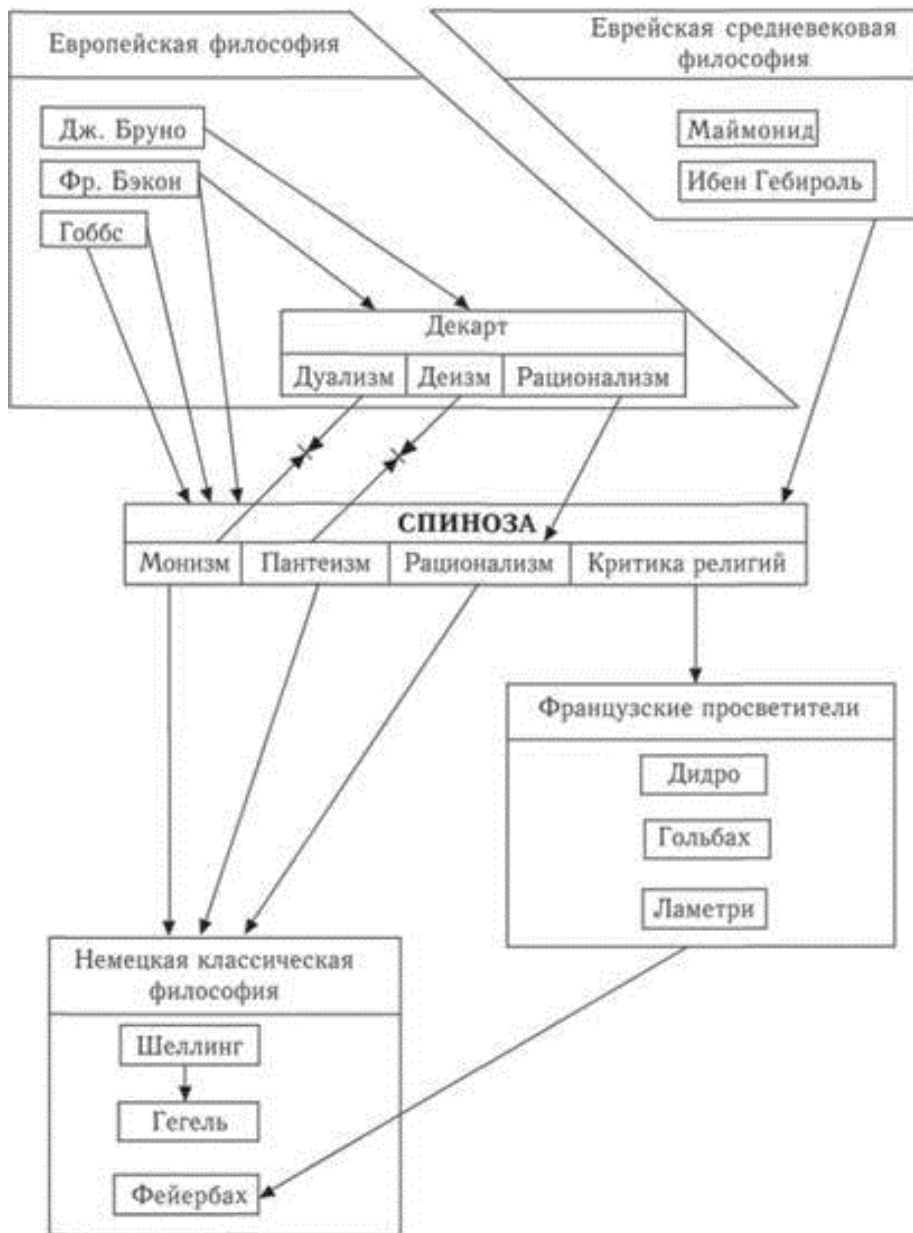 Европейская философия
Еврейская средневековая
философия
Дж. Бруно
Фр. Бэкон
Гоббс
Маймонид
Ибен Гебироль
Декарт
Дуализм Деизм Рационализм
СПИНОЗА
Монизм Пантеизм Рационализм Критика религий
Французские просветители
Дидро
Гольбах
Ламетри
Немецкая классическая
философия
Шеллинг
Гегель
Фейербах